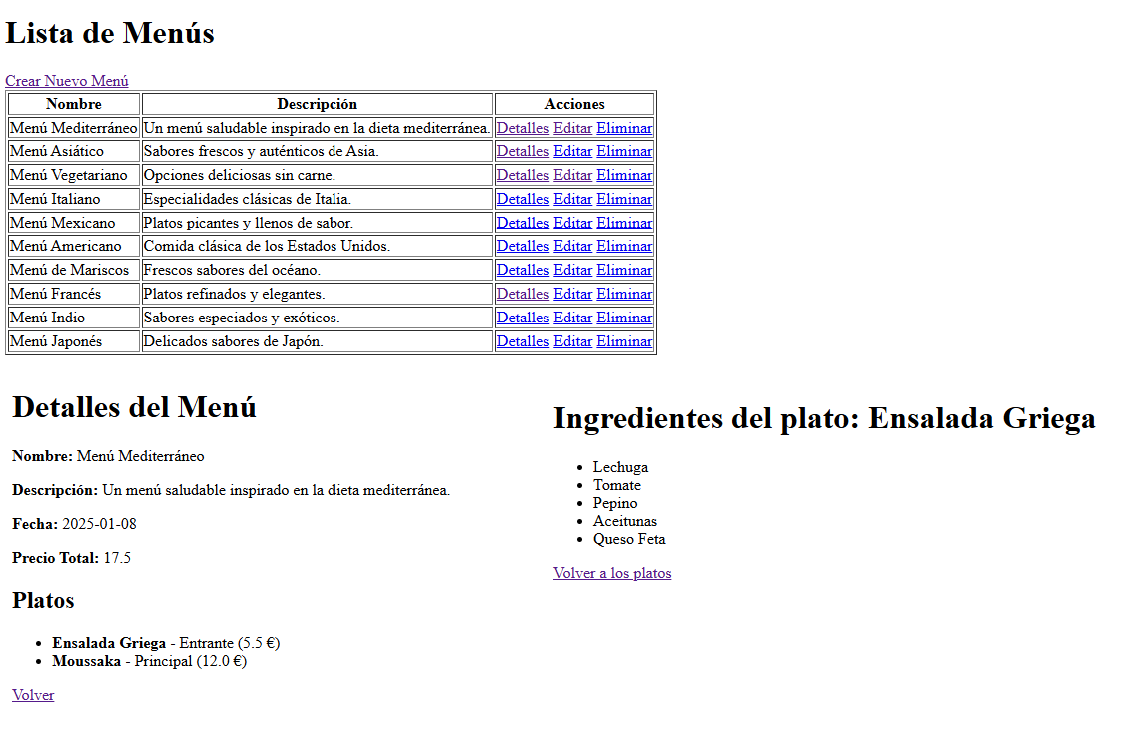 Lista de Menús
Crear Nuevo Menú
Nombre Descripción Acciones
Menú Mediterráneo Un menú saludable inspirado en la dieta mediterránea. Detalles Editar Eliminar
Menú Asiático Sabores frescos y auténticos de Asia. Detalles Editar Eliminar
Menú Vegetariano Opciones deliciosas sin carne. Detalles Editar Eliminar
Menú Italiano Especialidades clásicas de Italia. Detalles Editar Eliminar
Menú Mexicano Platos picantes y llenos de sabor. Detalles Editar Eliminar
Menú Americano Comida clásica de los Estados Unidos. Detalles Editar Eliminar
Menú de Mariscos Frescos sabores del océano. Detalles Editar Eliminar
Menú Francés Platos refinados y elegantes. Detalles Editar Eliminar
Menú Indio Sabores especiados y exóticos. Detalles Editar Eliminar
Menú Japonés Delicados sabores de Japón. Detalles Editar Eliminar
Detalles del Menú
Nombre: Menú Mediterráneo
Descripción: Un menú saludable inspirado en la dieta mediterránea.
Fecha: 2025-01-08
Precio Total: 17.5
Platos
• Ensalada Griega - Entrante (5.5 €)
• Moussaka - Principal (12.0 €)
Volver
Ingredientes del plato: Ensalada Griega
• Lechuga
• Tomate
• Pepino
• Aceitunas
• Queso Feta
Volver a los platos